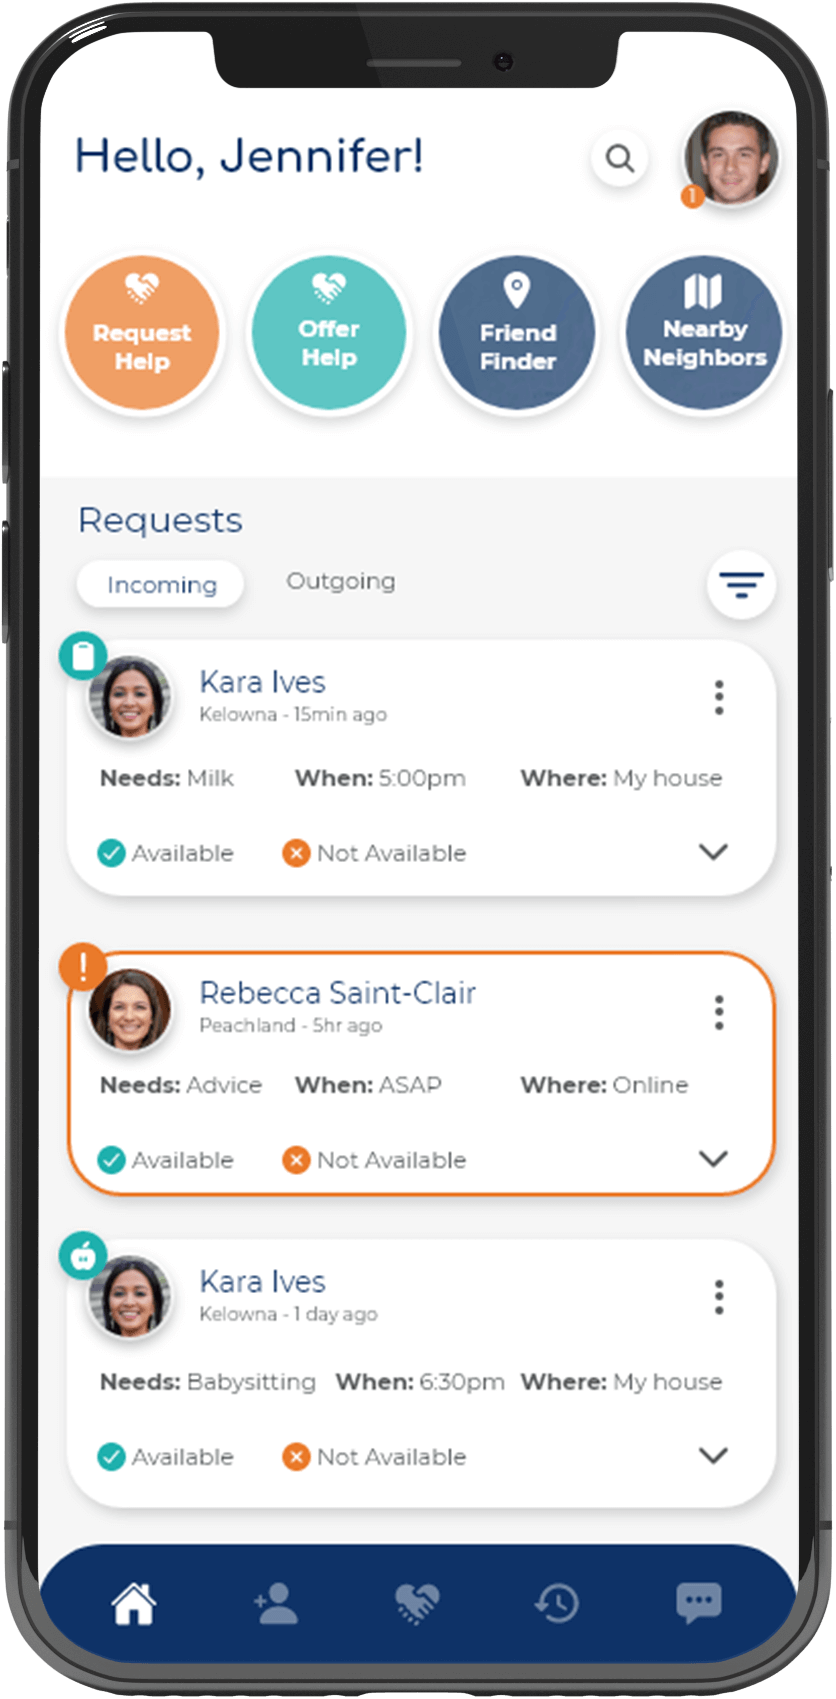 Hello, Jennifer!
1
Request
Help
Offer
Help
Friend
Finder
Nearby
Neighbors
Requests
Incoming
Outgoing
Kara Ives
Kelowna - 15min ago
Needs: Milk When: 5:00pm Where: My house
Available Not Available
!
Rebecca Saint-Clair
Peachland - 5hr ago
Needs: Advice When: ASAP Where: Online
Available Not Available
Kara Ives
Kelowna - 1 day ago
Needs: Babysitting When: 6:30pm Where: My house
Available Not Available